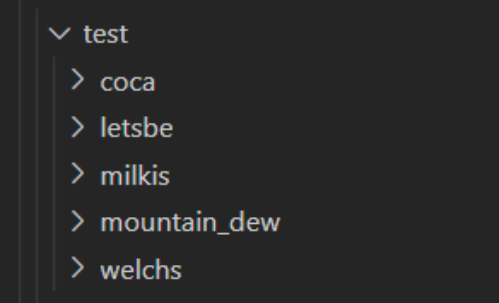 test
coca
letsbe
milkis
mountain_dew
welchs